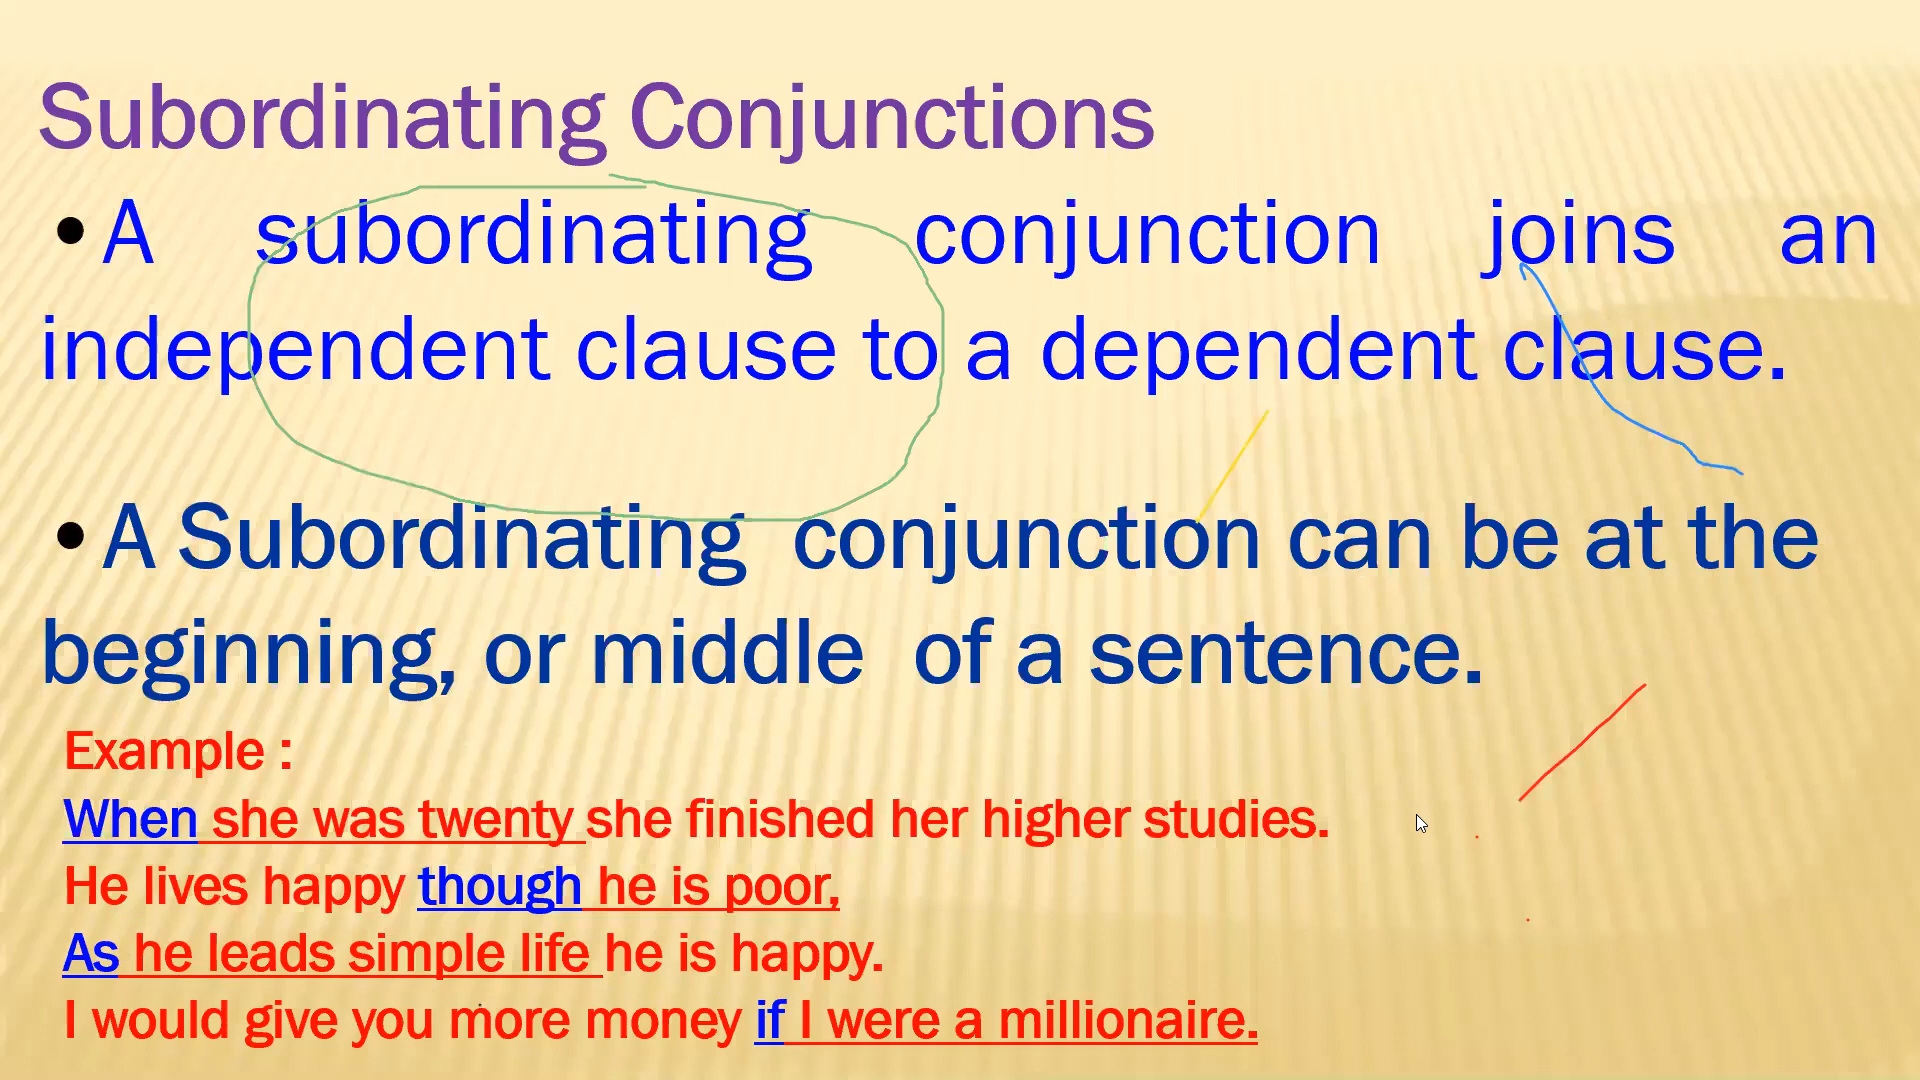 Subordinating Conjunctions
• A subordinating conjunction joins an
independent clause to a dependent clause.
• A Subordinating conjunction can be at the
beginning, or middle of a sentence.
Example :
When she was twenty she finished her higher studies.
He lives happy though he is poor,
As he leads simple life he is happy.
I would give you more money if I were a millionaire.